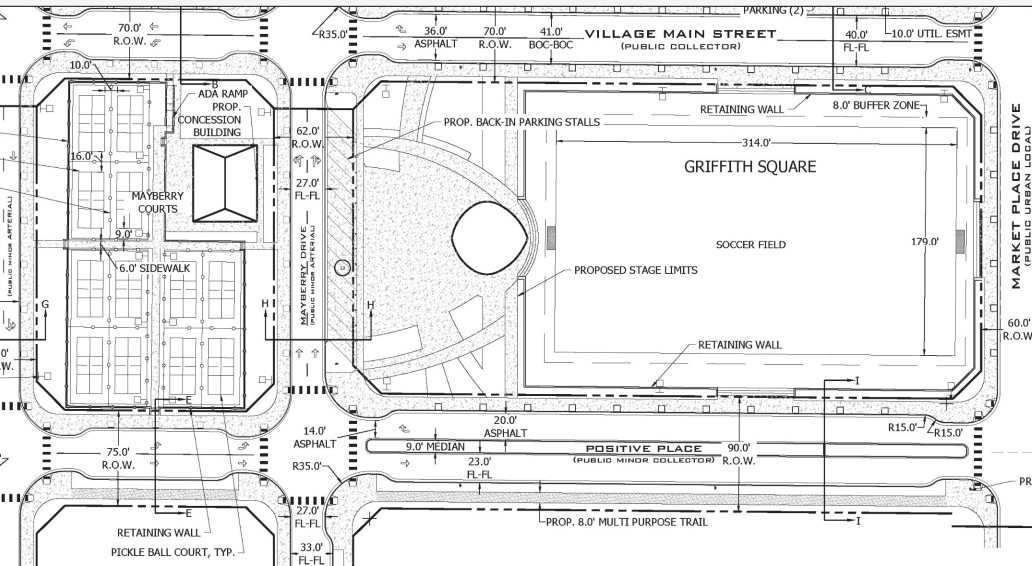 PARKING (2)
70.0'
R.O.W.
R35.0'
36.0'
ASPHALT
70.0'
R.O.W.
41.0'
BOC-BOC
VILLAGE MAIN STREET
(PUBLIC COLLECTOR)
40.0'
FL-FL
10.0' UTIL. ESMT
10.0'
B
ADA RAMP
PROP.
CONCESSION
BUILDING
62.0'
R.O.W.
PROP. BACK-IN PARKING STALLS
RETAINING WALL
8.0' BUFFER ZONE
314.0'
GRIFFITH SQUARE
16.0'
MAYBERRY
COURTS
27.0'
FL-FL
9.0'
6.0' SIDEWALK
SOCCER FIELD
179.0'
PROPOSED STAGE LIMITS
MAYBERRY DRIVE
(PUBLIC MINOR ARTERIAL)
(PUBLIC MINOR ARTERIAL)
MARKET PLACE DRIVE
(PUBLIC URBAN LOCAL)
G
H
H
60.0'
R.O.W.
0'
W.
RETAINING WALL
I
E
14.0'
ASPHALT
20.0'
ASPHALT
R15.0'
R15.0'
75.0'
R.O.W.
9.0' MEDIAN
POSITIVE PLACE
(PUBLIC MINOR COLLECTOR)
90.0'
R.O.W.
R35.0'
23.0'
FL-FL
PR
E
27.0'
FL-FL
PROP. 8.0' MULTI PURPOSE TRAIL
I
RETAINING WALL
PICKLE BALL COURT, TYP.
33.0'
FL-FL